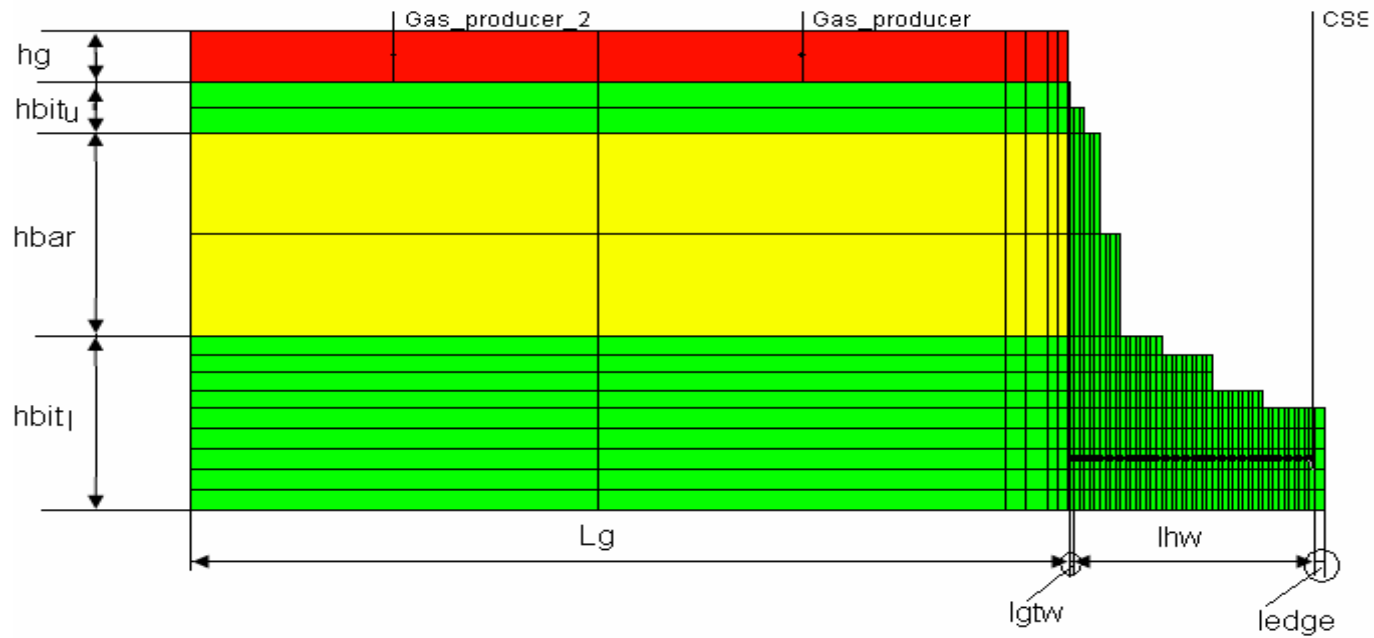 Gas_producer_2
Gas_producer
CSS
hg
hbitu
hbar
hbitl
Lg
lhw
lgtw
ledge